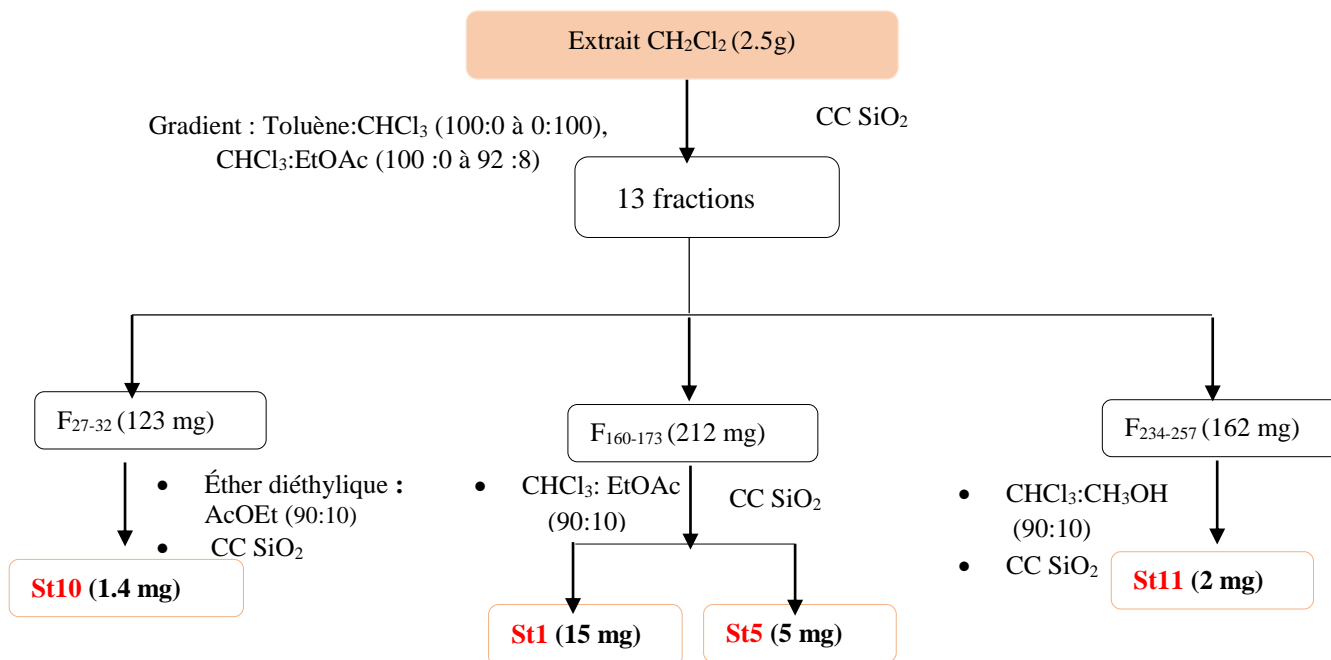 Extrait CH₂Cl₂ (2.5g)
Gradient : Toluène:CHCl₃ (100:0 à 0:100),
CHCl₃:EtOAc (100 :0 à 92 :8)
CC SiO₂
13 fractions
F₂₇₋₃₂ (123 mg)
• Éther diéthylique :
AcOEt (90:10)
• CC SiO₂
St10 (1.4 mg)
F₁₆₀₋₁₇₃ (212 mg)
• CHCl₃: EtOAc
(90:10)
CC SiO₂
St1 (15 mg)
St5 (5 mg)
F₂₃₄₋₂₅₇ (162 mg)
• CHCl₃:CH₃OH
(90:10)
• CC SiO₂
St11 (2 mg)